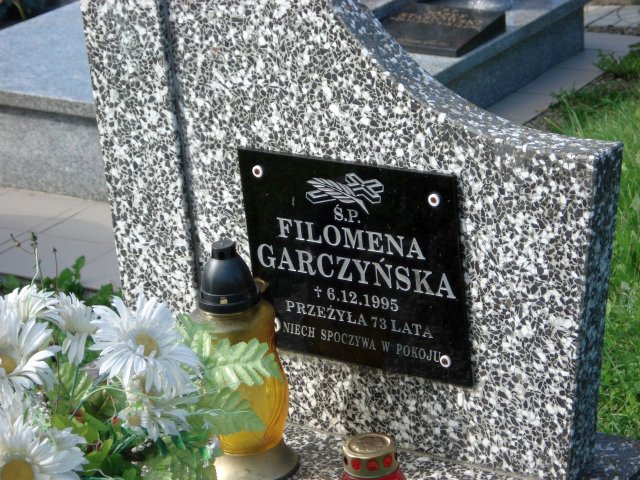 Ś.P.
FILOMENA
GARCZYŃSKA
✝ 6.12.1995
PRZEŻYŁA 73 LATA
NIECH SPOCZYWA W POKOJU